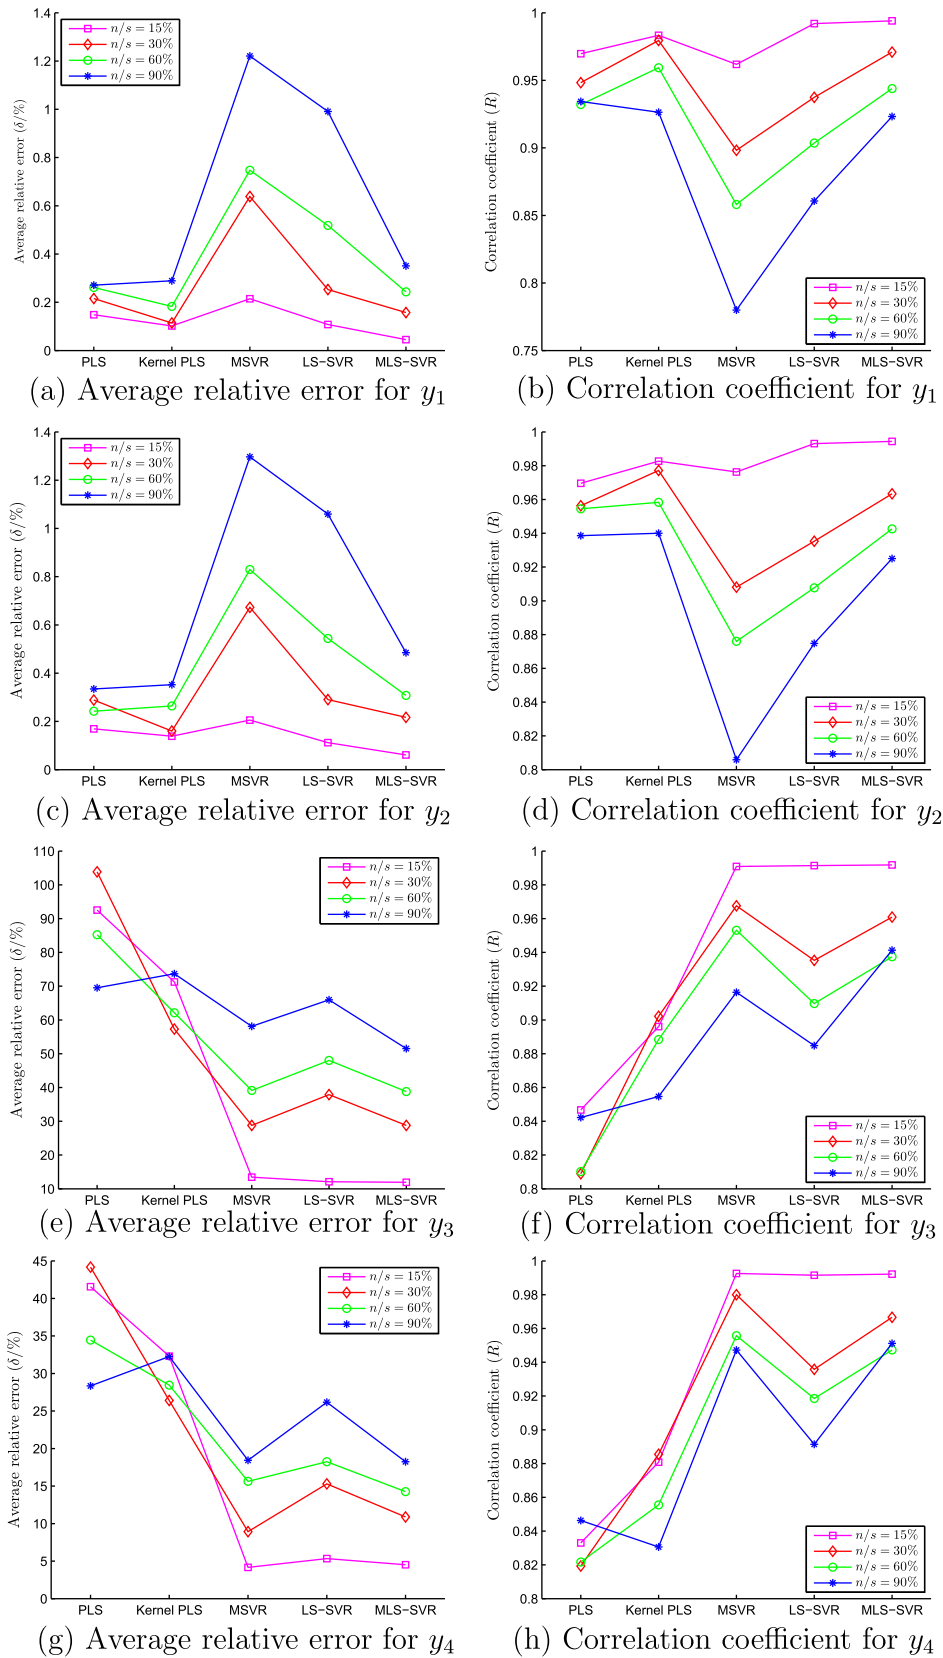 1.4
1.2
1
0.8
0.6
0.4
0.2
0
Average relative error (δ/%)
n/s = 15%
n/s = 30%
n/s = 60%
n/s = 90%
PLS Kernel PLS MSVR LS−SVR MLS−SVR
(a) Average relative error for y1
1
0.95
0.9
0.85
0.8
0.75
Correlation coefficient (R)
n/s = 15%
n/s = 30%
n/s = 60%
n/s = 90%
PLS Kernel PLS MSVR LS−SVR MLS−SVR
(b) Correlation coefficient for y1
1.4
1.2
1
0.8
0.6
0.4
0.2
0
Average relative error (δ/%)
n/s = 15%
n/s = 30%
n/s = 60%
n/s = 90%
PLS Kernel PLS MSVR LS−SVR MLS−SVR
(c) Average relative error for y2
1
0.98
0.96
0.94
0.92
0.9
0.88
0.86
0.84
0.82
0.8
Correlation coefficient (R)
n/s = 15%
n/s = 30%
n/s = 60%
n/s = 90%
PLS Kernel PLS MSVR LS−SVR MLS−SVR
(d) Correlation coefficient for y2
110
100
90
80
70
60
50
40
30
20
10
Average relative error (δ/%)
n/s = 15%
n/s = 30%
n/s = 60%
n/s = 90%
PLS Kernel PLS MSVR LS−SVR MLS−SVR
(e) Average relative error for y3
1
0.98
0.96
0.94
0.92
0.9
0.88
0.86
0.84
0.82
0.8
Correlation coefficient (R)
n/s = 15%
n/s = 30%
n/s = 60%
n/s = 90%
PLS Kernel PLS MSVR LS−SVR MLS−SVR
(f) Correlation coefficient for y3
45
40
35
30
25
20
15
10
5
0
Average relative error (δ/%)
n/s = 15%
n/s = 30%
n/s = 60%
n/s = 90%
PLS Kernel PLS MSVR LS−SVR MLS−SVR
(g) Average relative error for y4
1
0.98
0.96
0.94
0.92
0.9
0.88
0.86
0.84
0.82
0.8
Correlation coefficient (R)
n/s = 15%
n/s = 30%
n/s = 60%
n/s = 90%
PLS Kernel PLS MSVR LS−SVR MLS−SVR
(h) Correlation coefficient for y4